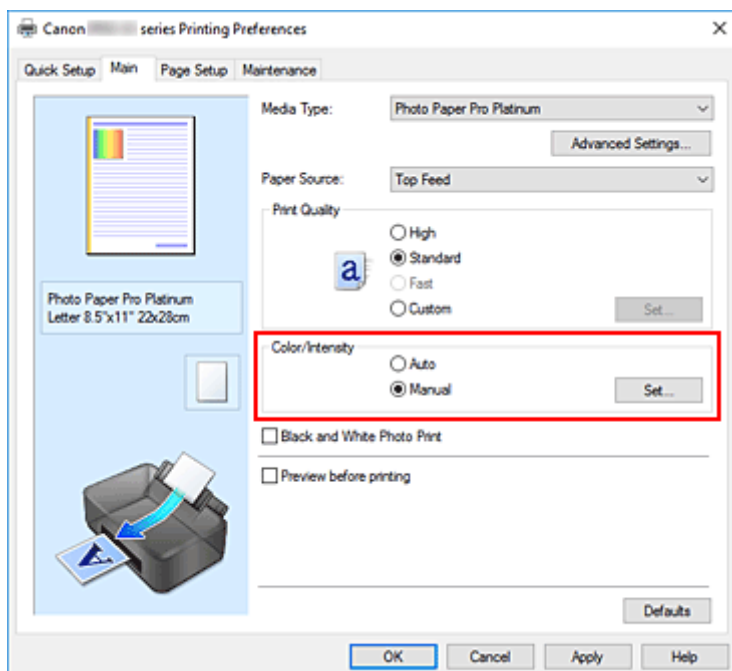 Canon series Printing Preferences
Quick Setup Main Page Setup Maintenance
Media Type: Photo Paper Pro Platinum
Advanced Settings...
Paper Source: Top Feed
Print Quality
High
Standard
Fast
Custom Set...
Photo Paper Pro Platinum
Letter 8.5"x11" 22x28cm
Color/Intensity
Auto
Manual Set...
Black and White Photo Print
Preview before printing
Defaults
OK Cancel Apply Help
a
A